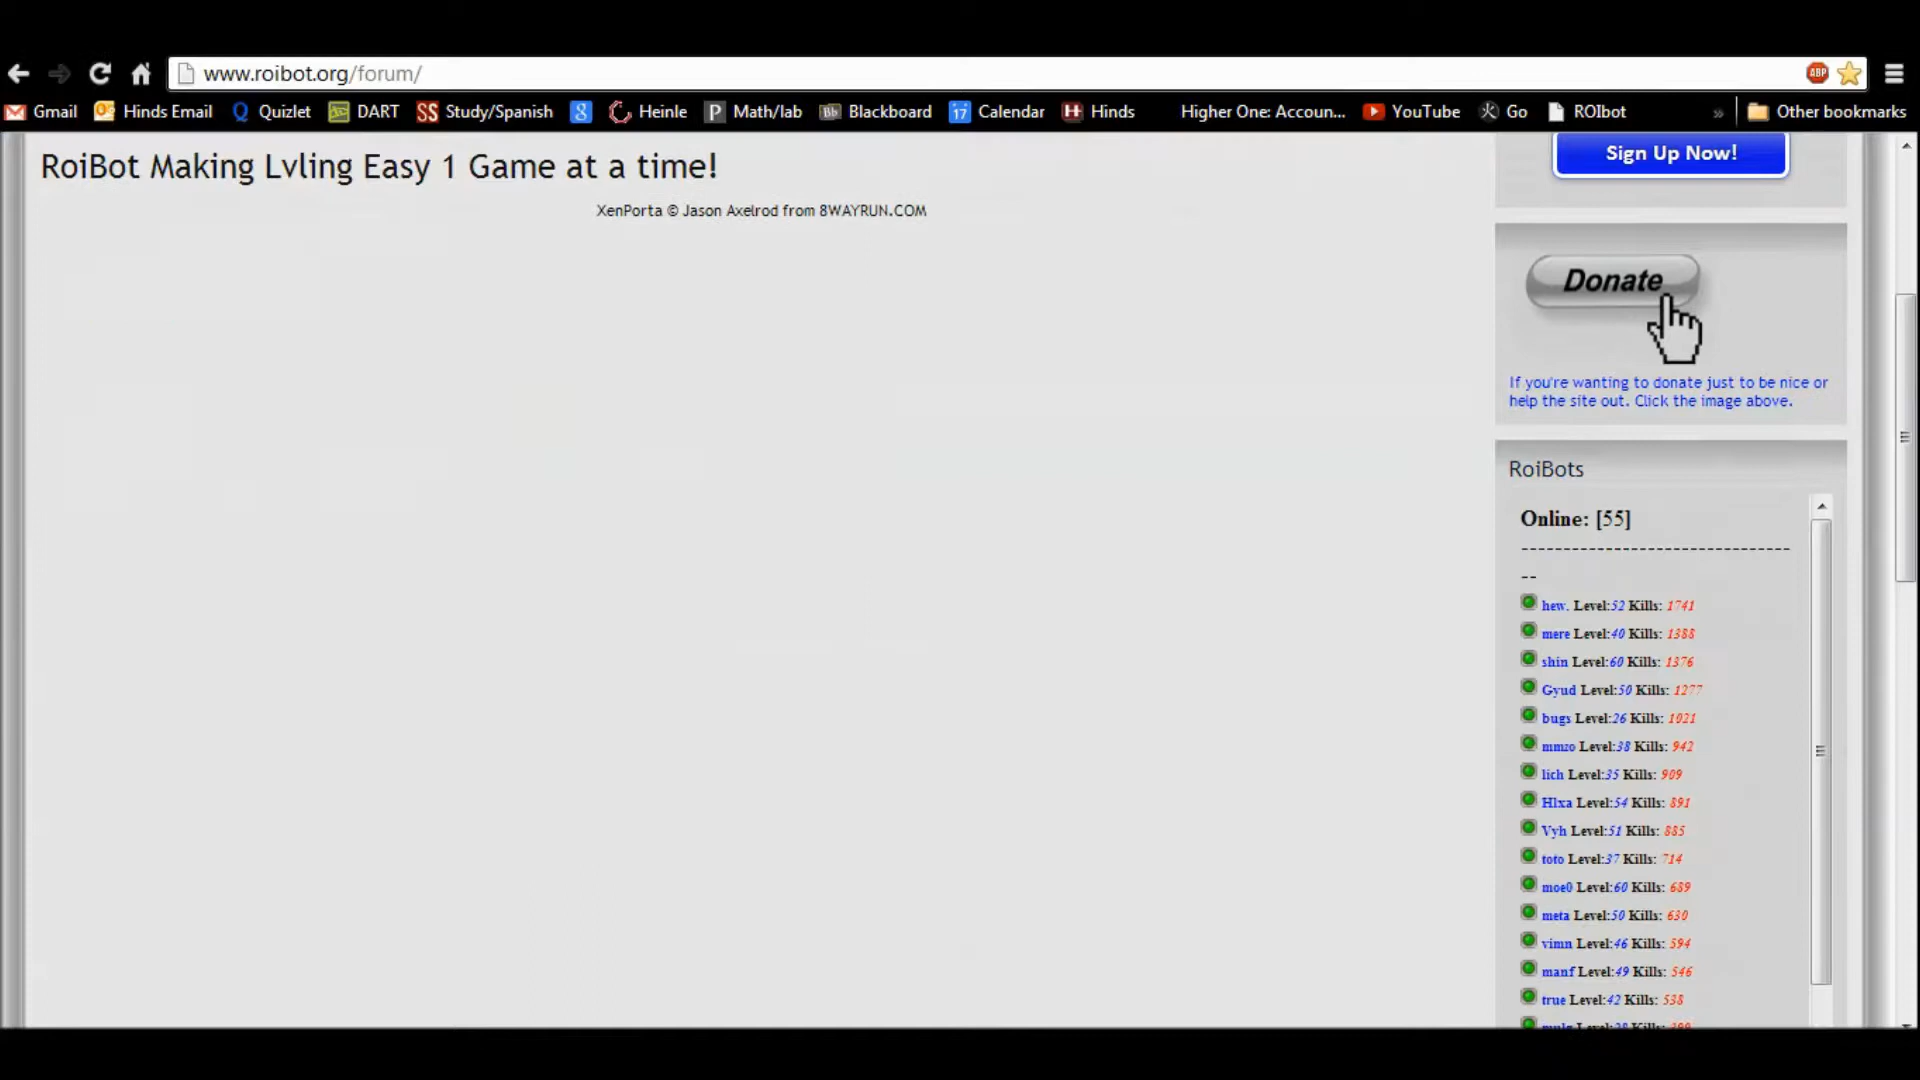 www.roibot.org/forum/
ABP
Gmail Hinds Email Quizlet DART Study/Spanish Heinle Math/lab Blackboard 17 Calendar Hinds Higher One: Accoun... YouTube Go ROIbot » Other bookmarks
RoiBot Making Lvling Easy 1 Game at a time!
XenPorta © Jason Axelrod from 8WAYRUN.COM
Sign Up Now!
Donate
If you're wanting to donate just to be nice or
help the site out. Click the image above.
RoiBots
Online: [55]
--------------------------------
--
hew. Level:52 Kills: 1741
mere Level:40 Kills: 1388
shin Level:60 Kills: 1376
Gyud Level:50 Kills: 1277
bugs Level:26 Kills: 1021
mmzo Level:38 Kills: 942
lich Level:35 Kills: 909
Hlxa Level:54 Kills: 891
Vyh Level:51 Kills: 885
toto Level:37 Kills: 714
moe0 Level:60 Kills: 689
meta Level:50 Kills: 630
vimn Level:46 Kills: 594
manf Level:49 Kills: 546
true Level:42 Kills: 538